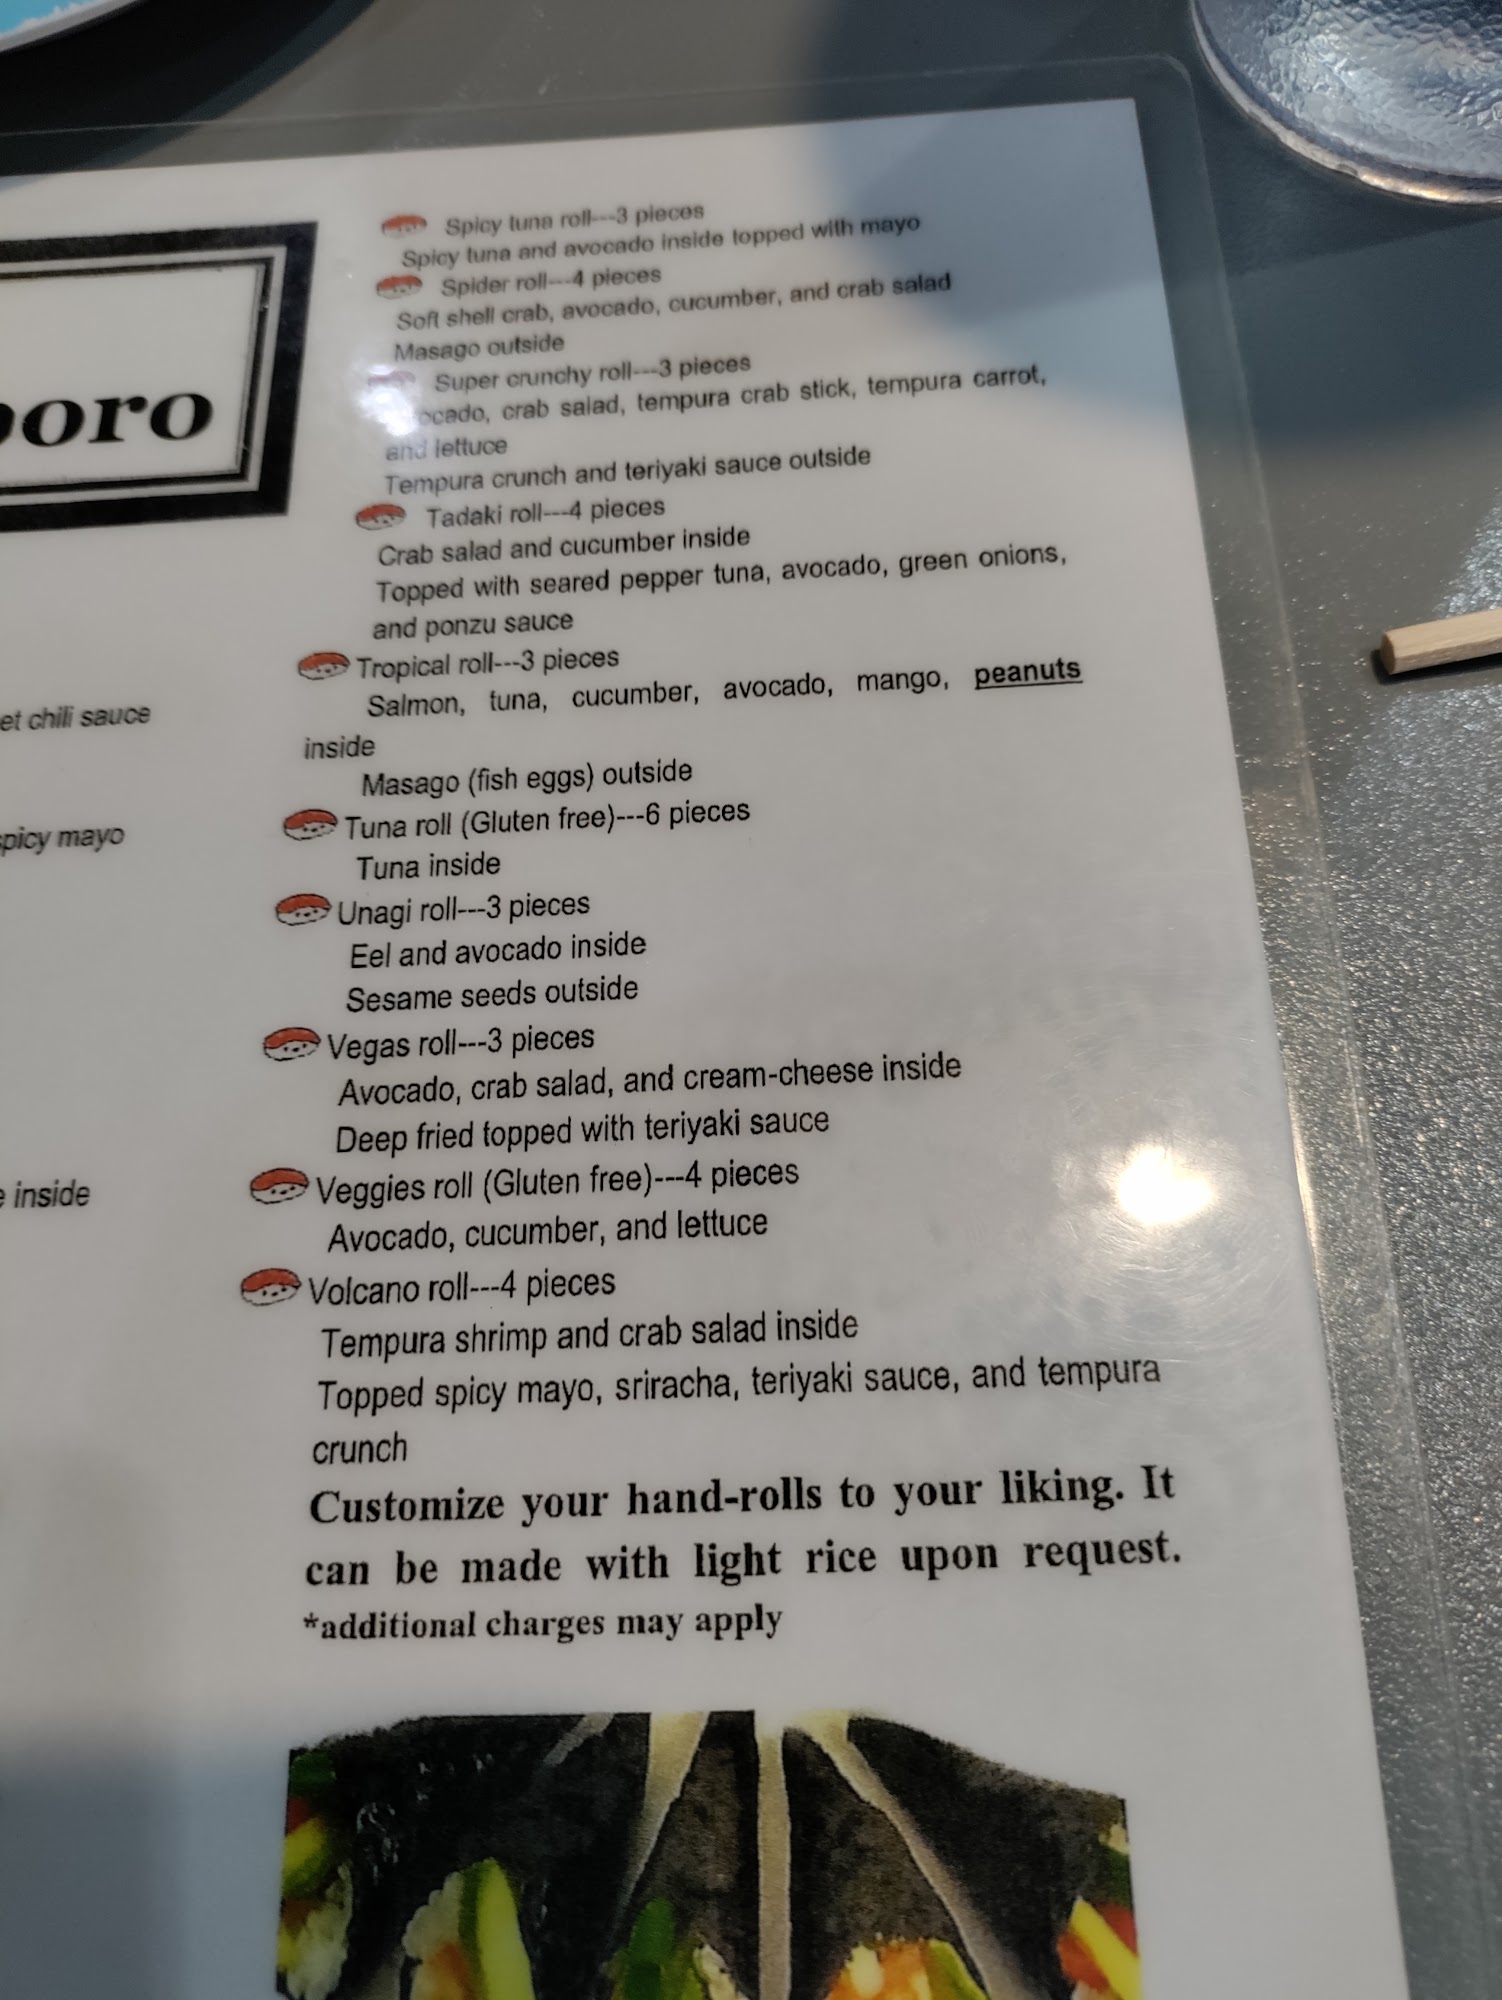 boro
et chili sauce
spicy mayo
inside
Spicy tuna roll---3 pieces
Spicy tuna and avocado inside topped with mayo
Spider roll---4 pieces
Soft shell crab, avocado, cucumber, and crab salad
Masago outside
Super crunchy roll---3 pieces
ocado, crab salad, tempura crab stick, tempura carrot,
and lettuce
Tempura crunch and teriyaki sauce outside
Tadaki roll---4 pieces
Crab salad and cucumber inside
Topped with seared pepper tuna, avocado, green onions,
and ponzu sauce
Tropical roll---3 pieces
Salmon, tuna, cucumber, avocado, mango, peanuts
inside
Masago (fish eggs) outside
Tuna roll (Gluten free)---6 pieces
Tuna inside
Unagi roll---3 pieces
Eel and avocado inside
Sesame seeds outside
Vegas roll---3 pieces
Avocado, crab salad, and cream-cheese inside
Deep fried topped with teriyaki sauce
Veggies roll (Gluten free)---4 pieces
Avocado, cucumber, and lettuce
Volcano roll---4 pieces
Tempura shrimp and crab salad inside
Topped spicy mayo, sriracha, teriyaki sauce, and tempura
crunch
Customize your hand-rolls to your liking. It
can be made with light rice upon request.
*additional charges may apply